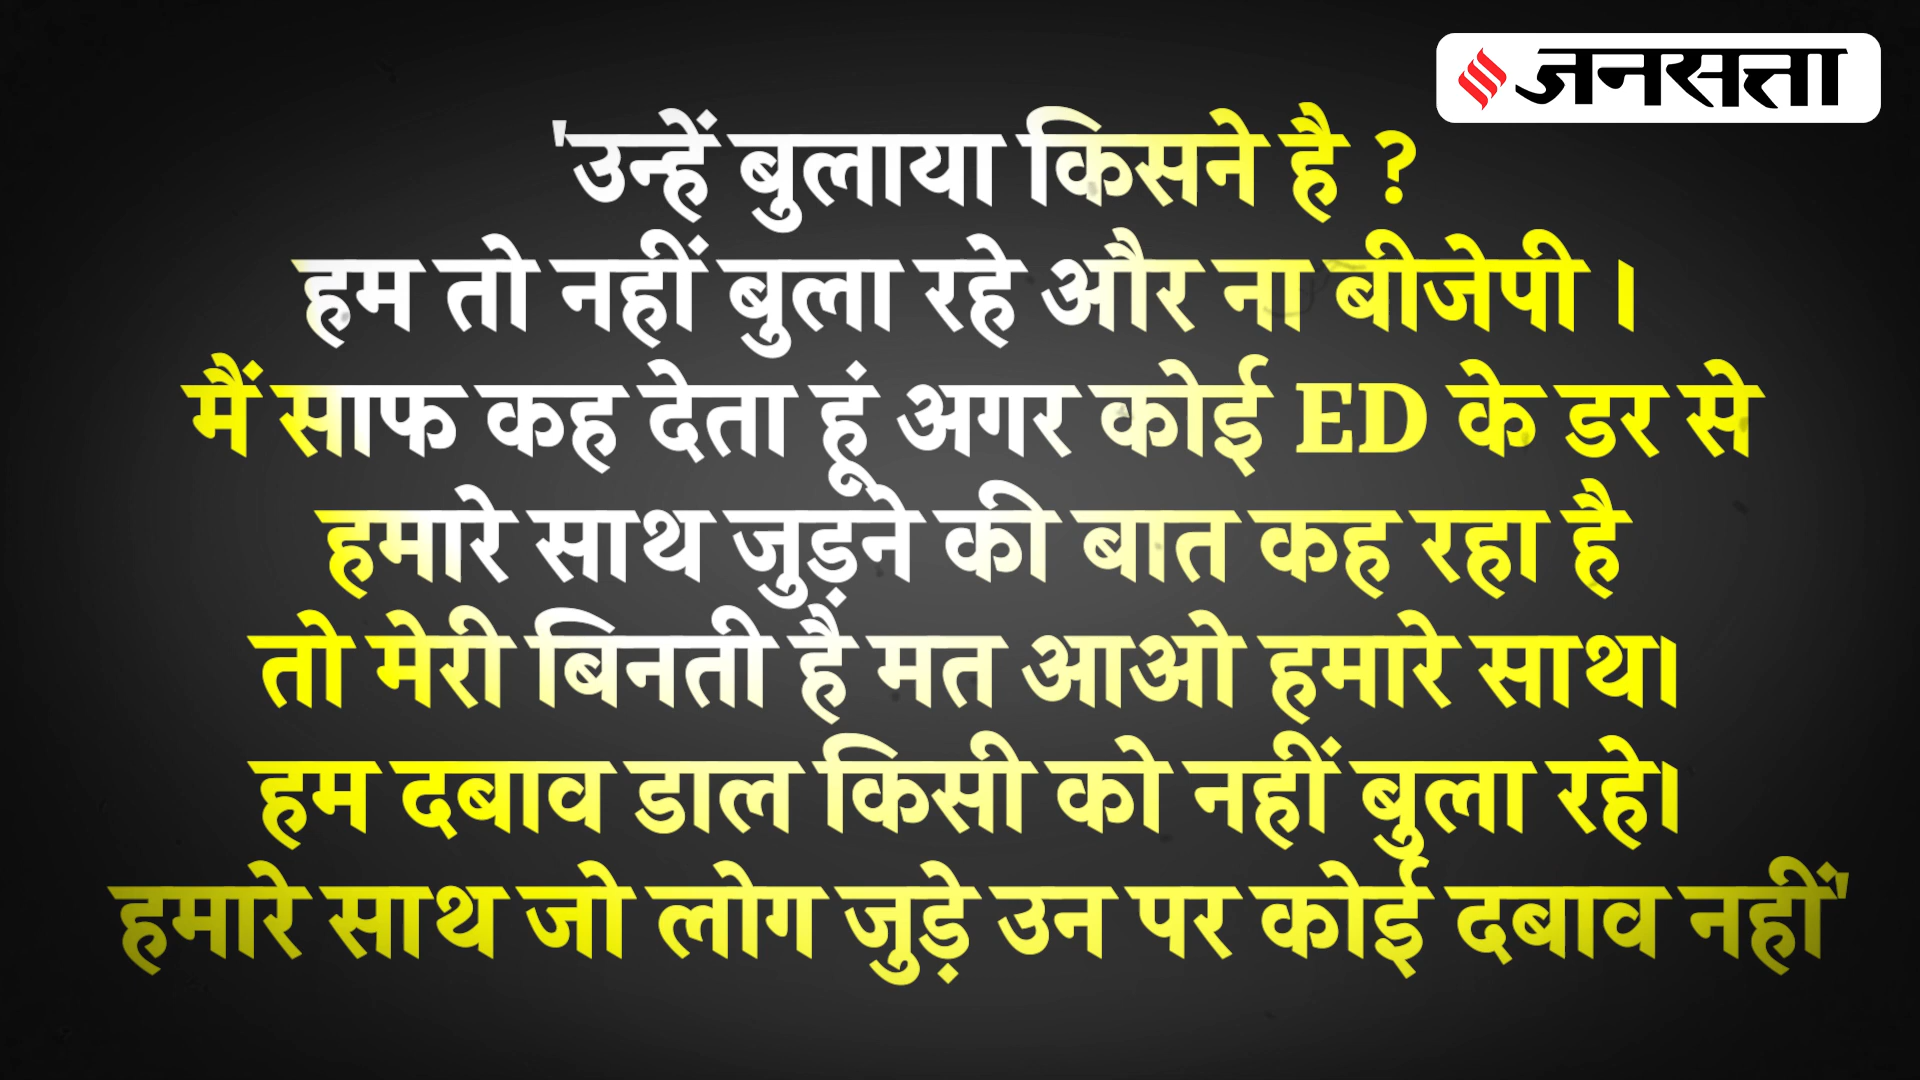 जनसत्ता
'उन्हें बुलाया किसने है ?
हम तो नहीं बुला रहे और ना बीजेपी ।
मैं साफ कह देता हूं अगर कोई ED के डर से
हमारे साथ जुड़ने की बात कह रहा है
तो मेरी बिनती है मत आओ हमारे साथ।
हम दबाव डाल किसी को नहीं बुला रहे।
हमारे साथ जो लोग जुड़े उन पर कोई दबाव नहीं'